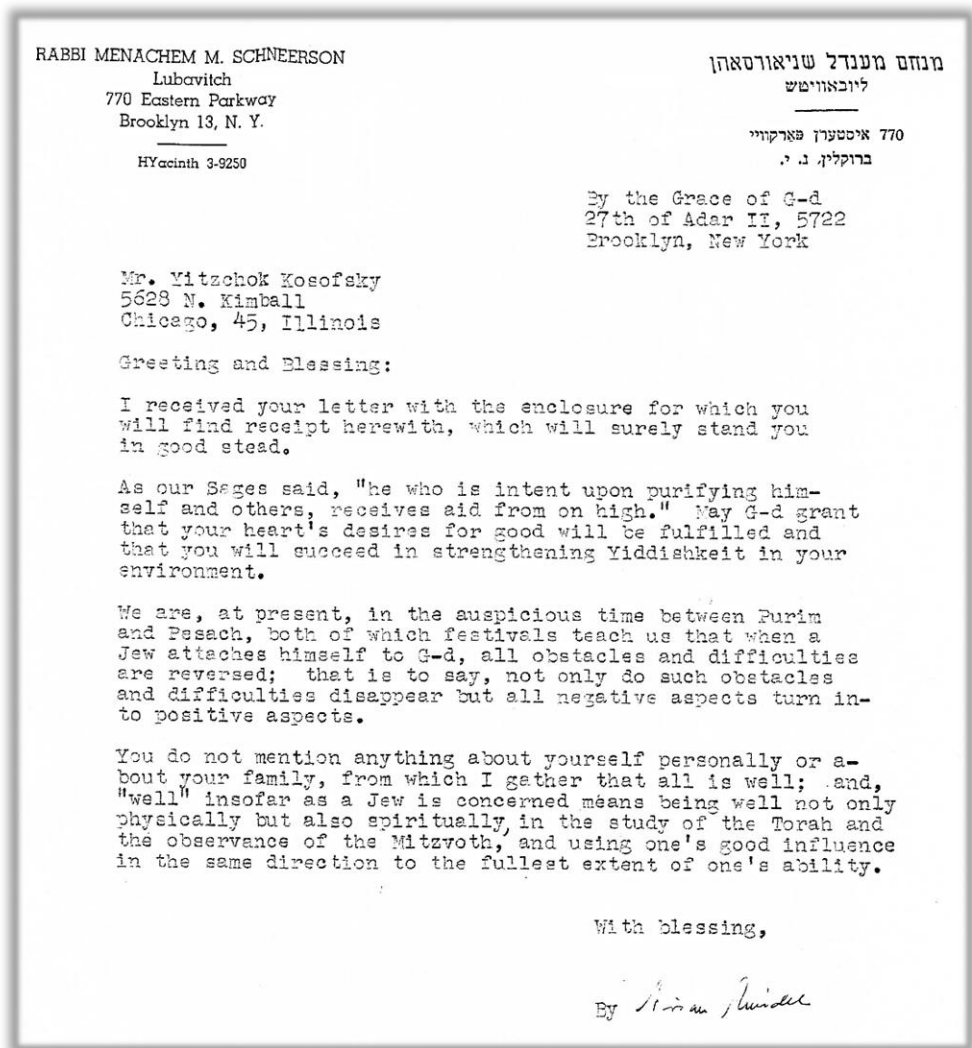 RABBI MENACHEM M. SCHNEERSON
Lubavitch
770 Eastern Parkway
Brooklyn 13, N. Y.
HYacinth 3-9250
מנחם מענדל שניאורסאהן
ליובאוויטש
770 איסטערן פּאַרקוויי
ברוקלין, נ. י.
By the Grace of G-d
27th of Adar II, 5722
Brooklyn, New York
Mr. Yitzchok Kosofsky
5628 N. Kimball
Chicago, 45, Illinois
Greeting and Blessing:
I received your letter with the enclosure for which you
will find receipt herewith, which will surely stand you
in good stead.
As our Sages said, "he who is intent upon purifying him-
self and others, receives aid from on high." May G-d grant
that your heart's desires for good will be fulfilled and
that you will succeed in strengthening Yiddishkeit in your
environment.
We are, at present, in the auspicious time between Purim
and Pesach, both of which festivals teach us that when a
Jew attaches himself to G-d, all obstacles and difficulties
are reversed; that is to say, not only do such obstacles
and difficulties disappear but all negative aspects turn in-
to positive aspects.
You do not mention anything about yourself personally or a-
bout your family, from which I gather that all is well; and,
"well" insofar as a Jew is concerned means being well not only
physically but also spiritually, in the study of the Torah and
the observance of the Mitzvoth, and using one's good influence
in the same direction to the fullest extent of one's ability.
With blessing,
By